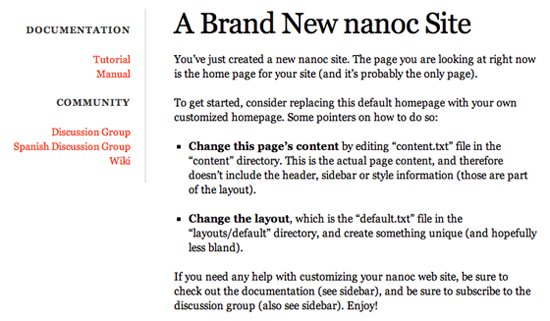 DOCUMENTATION
Tutorial
Manual
COMMUNITY
Discussion Group
Spanish Discussion Group
Wiki
A Brand New nanoc Site
You’ve just created a new nanoc site. The page you are looking at right now
is the home page for your site (and it’s probably the only page).
To get started, consider replacing this default homepage with your own
customized homepage. Some pointers on how to do so:
▪ Change this page’s content by editing “content.txt” file in the
“content” directory. This is the actual page content, and therefore
doesn’t include the header, sidebar or style information (those are
part of the layout).
▪ Change the layout, which is the “default.txt” file in the
“layouts/default” directory, and create something unique (and hopefully
less bland).
If you need any help with customizing your nanoc web site, be sure to
check out the documentation (see sidebar), and be sure to subscribe to the
discussion group (also see sidebar). Enjoy!